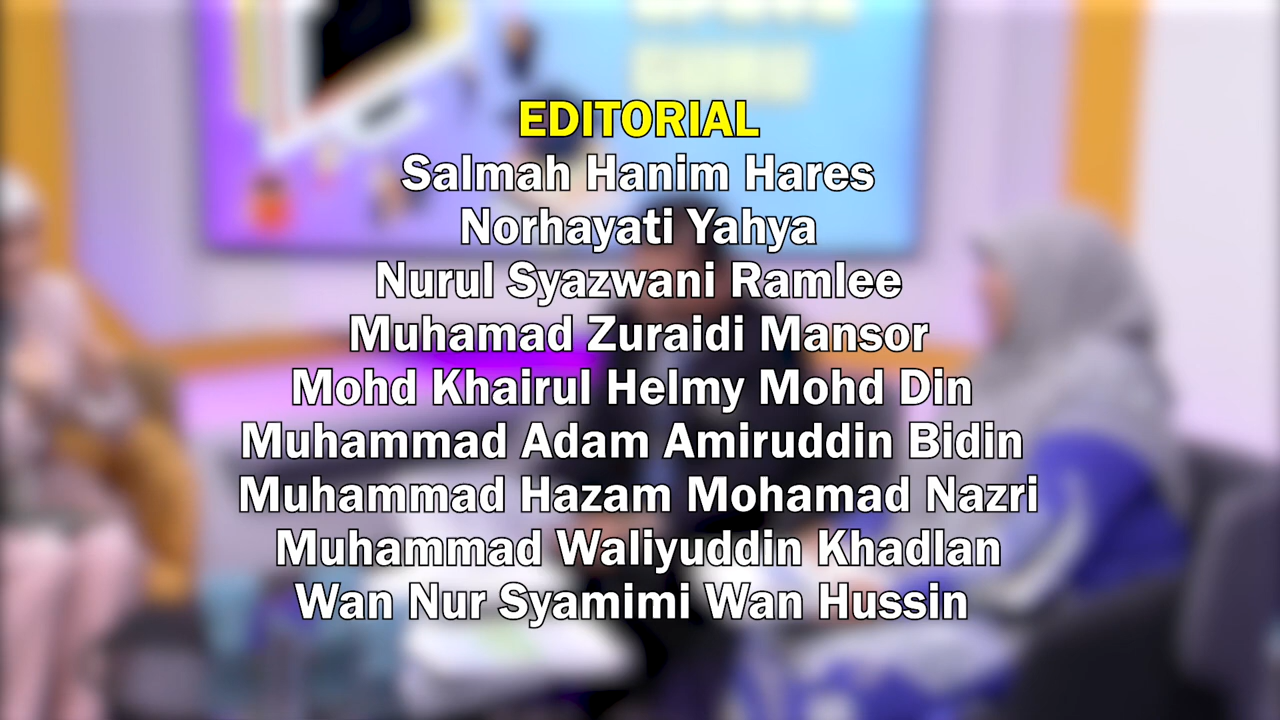 EDITORIAL
Salmah Hanim Hares
Norhayati Yahya
Nurul Syazwani Ramlee
Muhamad Zuraidi Mansor
Mohd Khairul Helmy Mohd Din
Muhammad Adam Amiruddin Bidin
Muhammad Hazam Mohamad Nazri
Muhammad Waliyuddin Khadlan
Wan Nur Syamimi Wan Hussin